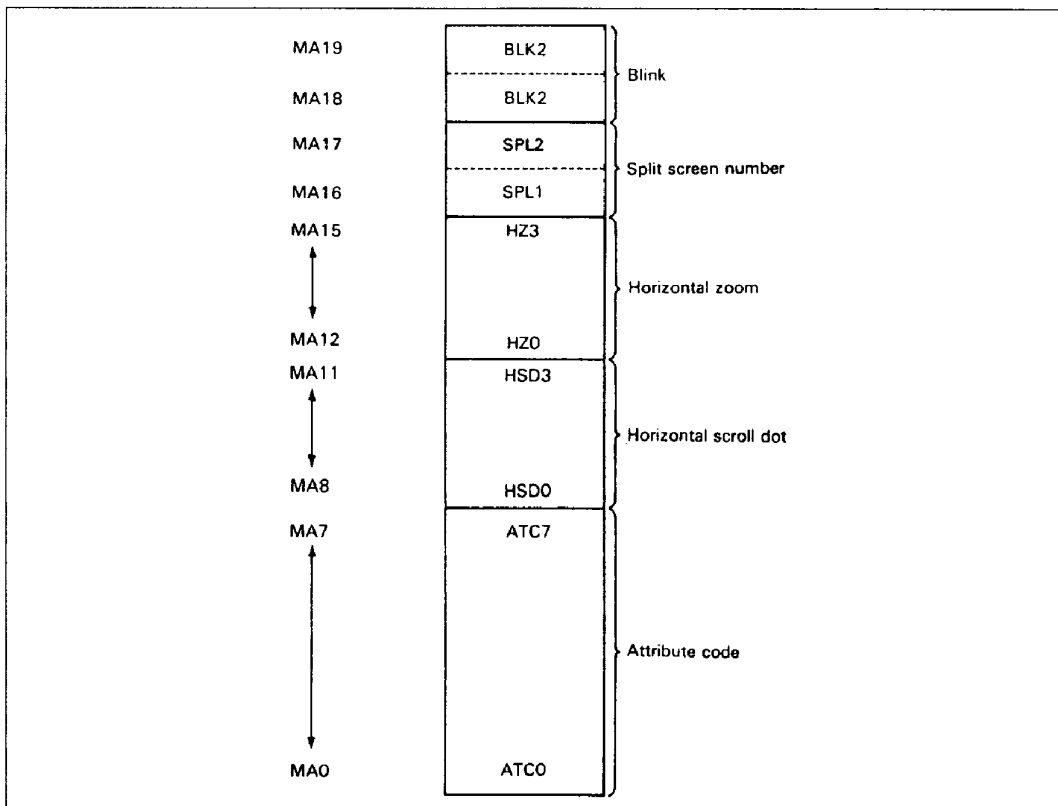 MA19 BLK2
Blink
MA18 BLK2
MA17 SPL2
Split screen number
MA16 SPL1
MA15 HZ3
Horizontal zoom
MA12 HZ0
MA11 HSD3
Horizontal scroll dot
MA8 HSD0
MA7 ATC7
Attribute code
MA0 ATC0